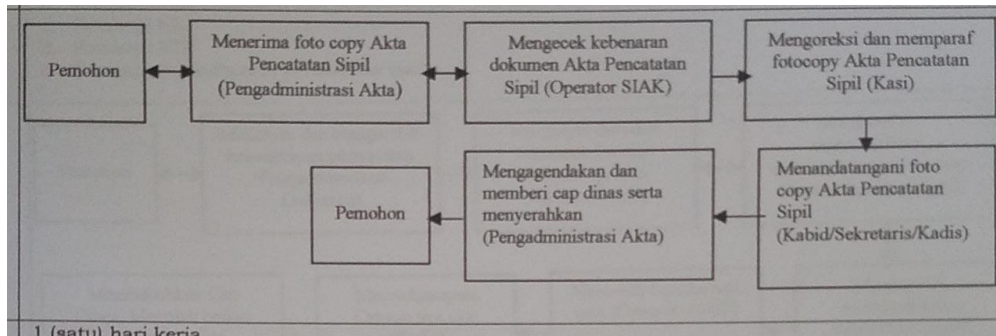 Pemohon
Menerima foto copy Akta
Pencatatan Sipil
(Pengadministrasi Akta)
Mengecek kebenaran
dokumen Akta Pencatatan
Sipil (Operator SIAK)
Mengoreksi dan memparaf
fotocopy Akta Pencatatan
Sipil (Kasi)
Menandatangani foto
copy Akta Pencatatan
Sipil
(Kabid/Sekretaris/Kadis)
Mengagendakan dan
memberi cap dinas serta
menyerahkan
(Pengadministrasi Akta)
Pemohon
1 (satu) hari kerja